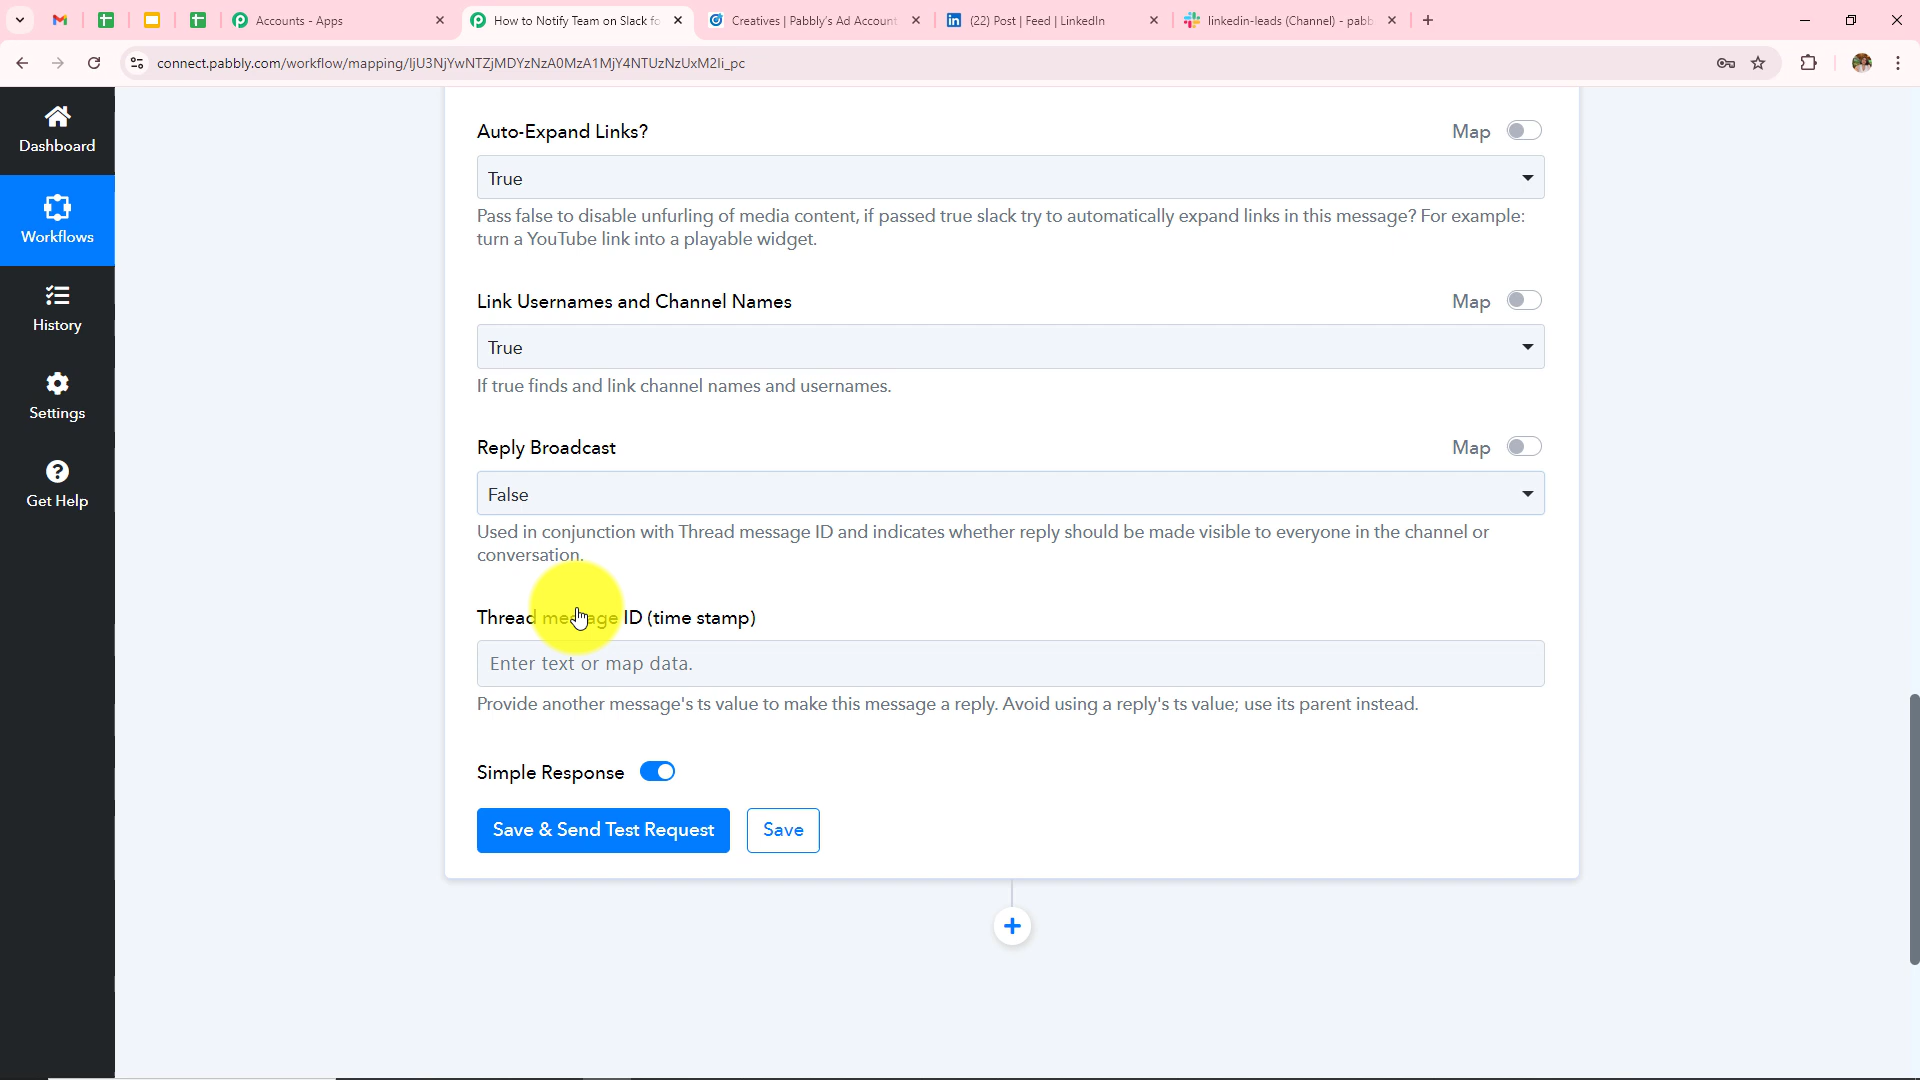 Accounts - Apps
How to Notify Team on Slack fo
Creatives | Pabbly's Ad Account
(22) Post | Feed | LinkedIn
linkedin-leads (Channel) - pabb
connect.pabbly.com/workflow/mapping/IjU3NjYwNTZjMDYzNzA0MzA1MjY4NTUzNzUxM2Ii_pc
Dashboard
Workflows
History
Settings
Get Help
Auto-Expand Links?
Map
True
Pass false to disable unfurling of media content, if passed true slack try to automatically expand links in this message? For example:
turn a YouTube link into a playable widget.
Link Usernames and Channel Names
Map
True
If true finds and link channel names and usernames.
Reply Broadcast
Map
False
Used in conjunction with Thread message ID and indicates whether reply should be made visible to everyone in the channel or
conversation.
Thread message ID (time stamp)
Enter text or map data.
Provide another message's ts value to make this message a reply. Avoid using a reply's ts value; use its parent instead.
Simple Response
Save & Send Test Request
Save